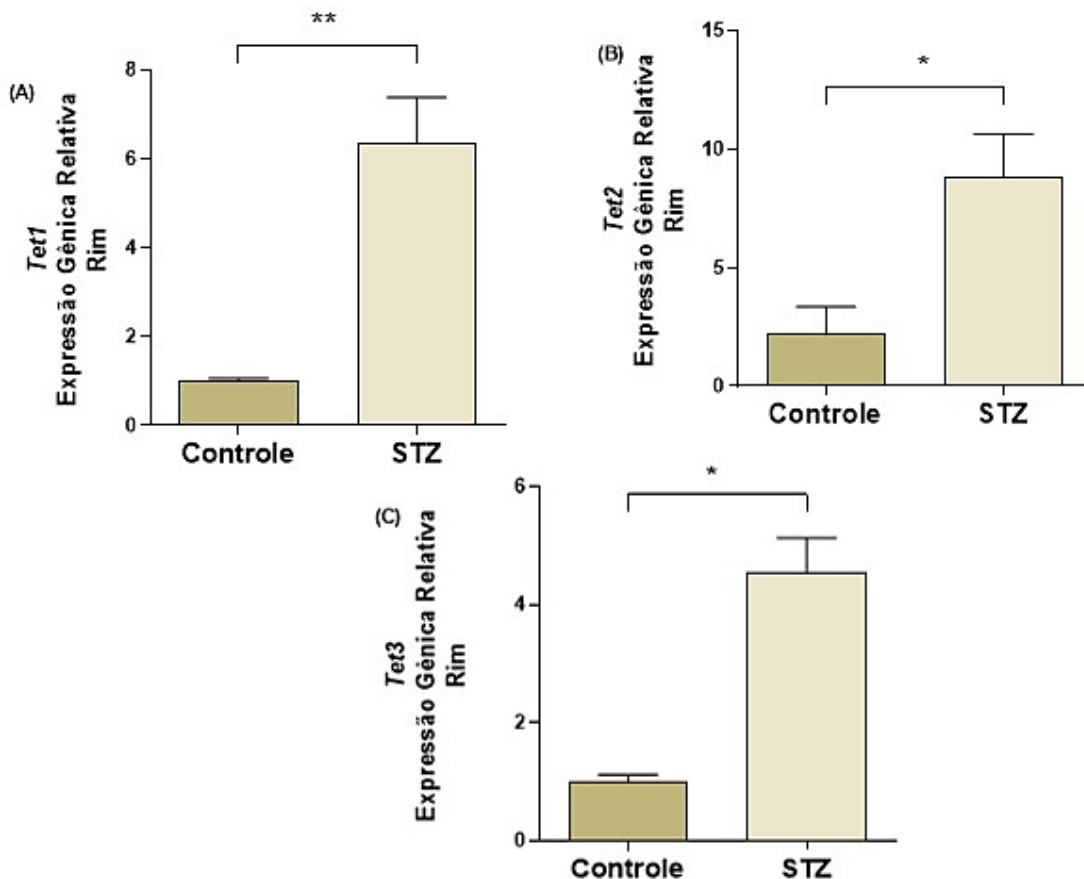 (A)
**
Tet1
Expressão Gênica Relativa
Rim
8
6
4
2
0
Controle
STZ
(B)
*
Tet2
Expressão Gênica Relativa
Rim
15
10
5
0
Controle
STZ
(C)
*
Tet3
Expressão Gênica Relativa
Rim
6
4
2
0
Controle
STZ